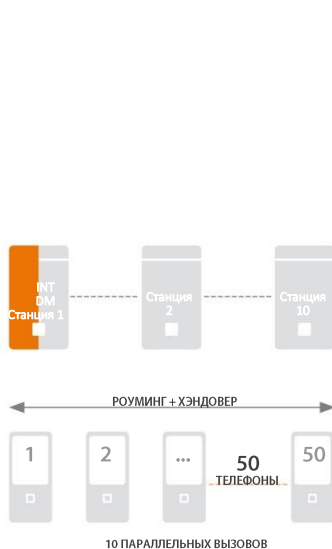 INT
DM
Станция 1
Станция
2
Станция
10
РОУМИНГ + ХЭНДОВЕР
1
2
...
50
ТЕЛЕФОНЫ
50
10 ПАРАЛЛЕЛЬНЫХ ВЫЗОВОВ